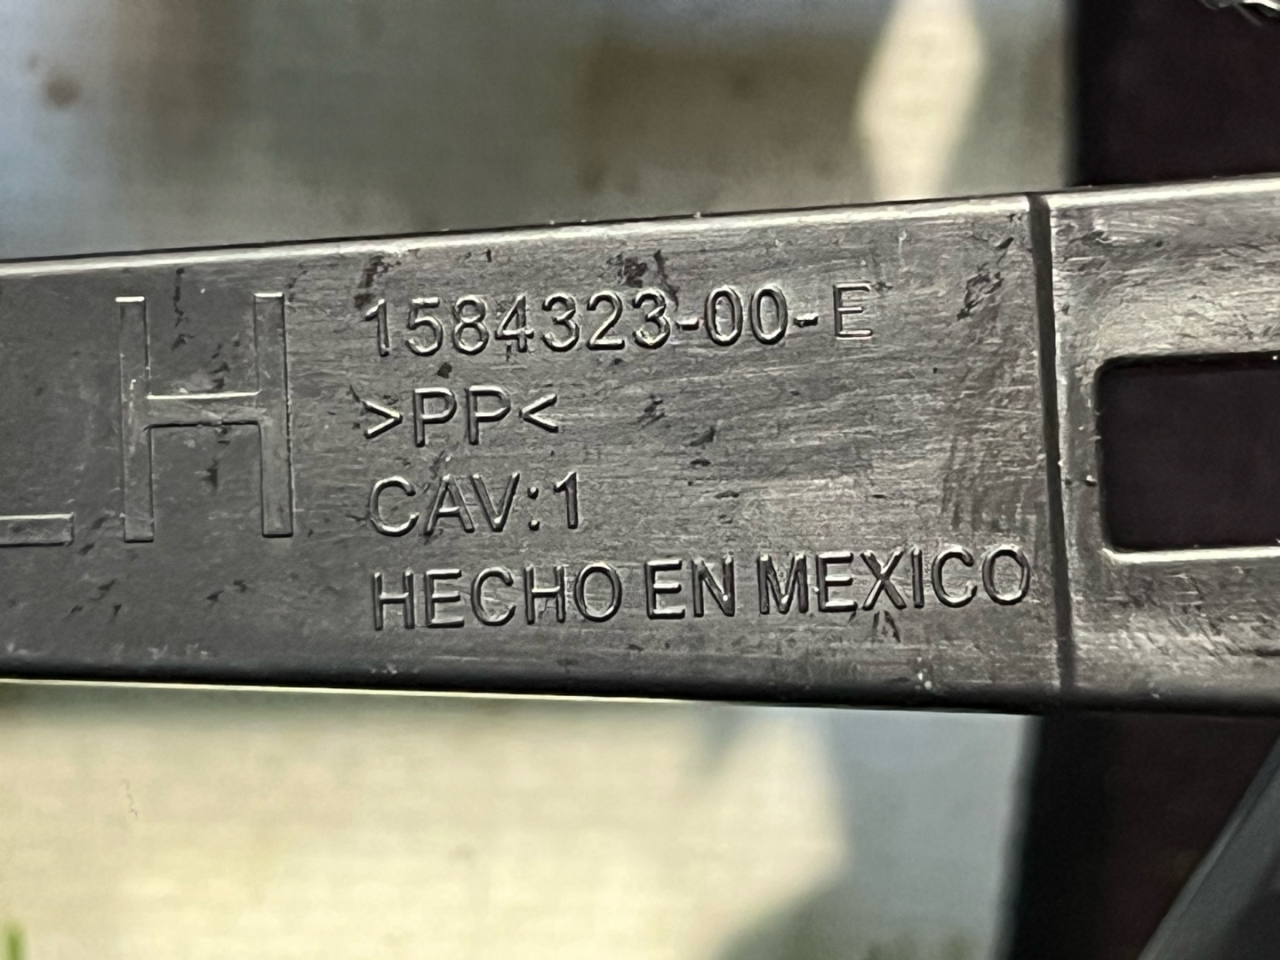 LH
1584323-00-E
>PP<
CAV:1
HECHO EN MEXICO